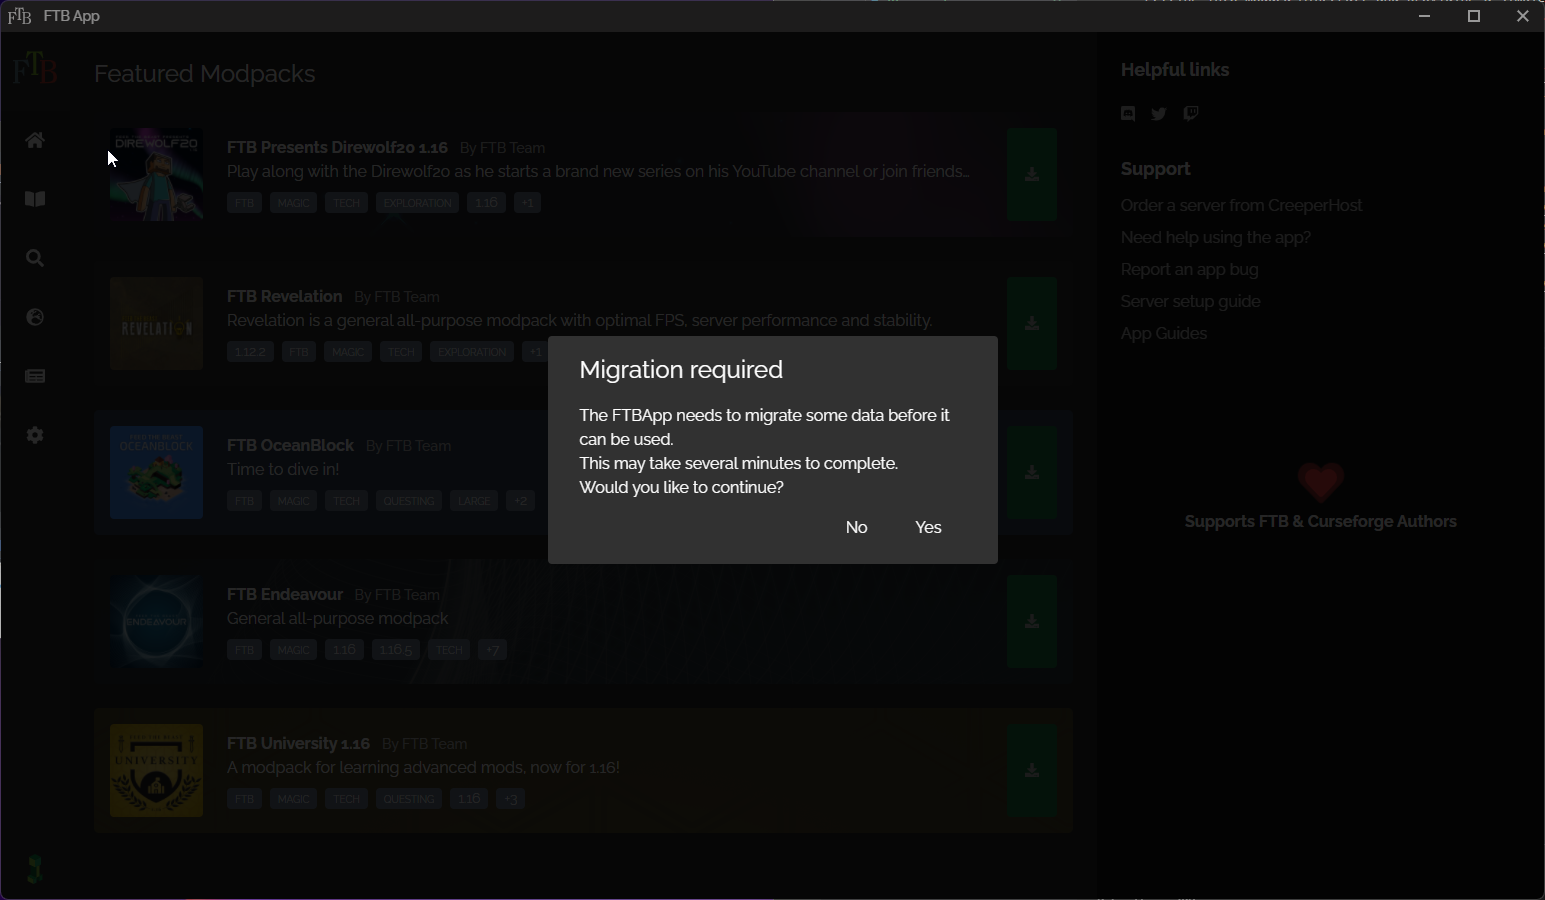 FTB FTB App
FTB
Featured Modpacks
DIREWOLF20
FTB Presents Direwolf20 1.16 By FTB Team
Play along with the Direwolf20 as he starts a brand new series on his YouTube channel or join friends...
FTB MAGIC TECH EXPLORATION 1.16 +1
REVELATION
FTB Revelation By FTB Team
Revelation is a general all-purpose modpack with optimal FPS, server performance and stability.
1.12.2 FTB MAGIC TECH EXPLORATION +1
OCEANBLOCK
FTB OceanBlock By FTB Team
Time to dive in!
FTB MAGIC TECH QUESTING LARGE +2
ENDEAVOUR
FTB Endeavour By FTB Team
General all-purpose modpack
FTB MAGIC 1.16 1.16.5 TECH +7
UNIVERSITY
FTB University 1.16 By FTB Team
A modpack for learning advanced mods, now for 1.16!
FTB MAGIC TECH QUESTING 1.16 +3
Migration required
The FTBApp needs to migrate some data before it
can be used.
This may take several minutes to complete.
Would you like to continue?
No Yes
Helpful links
Support
Order a server from CreeperHost
Need help using the app?
Report an app bug
Server setup guide
App Guides
Supports FTB & Curseforge Authors